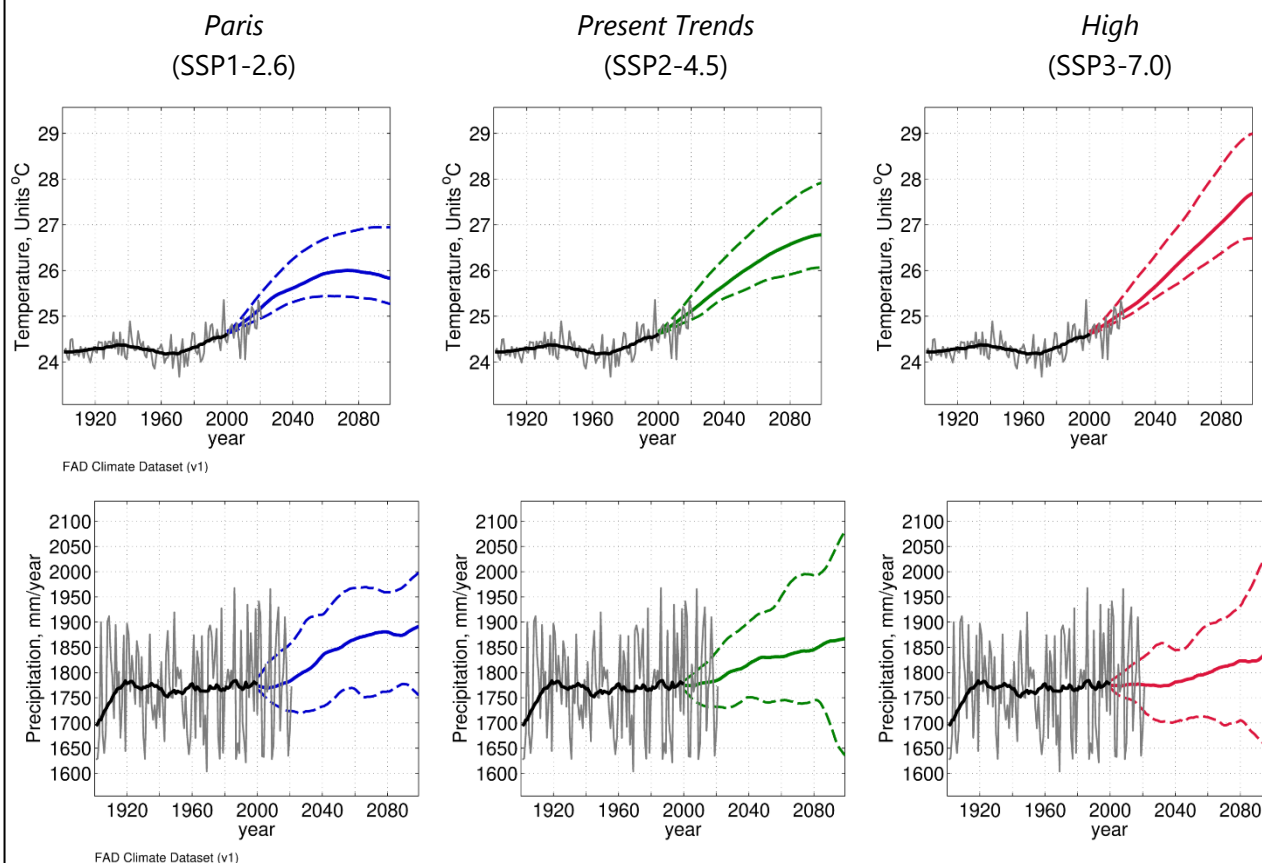 Paris
(SSP1-2.6)
Present Trends
(SSP2-4.5)
High
(SSP3-7.0)
Temperature, Units °C
29
28
27
26
25
24
1920 1960 2000 2040 2080
year
FAD Climate Dataset (v1)
Temperature, Units °C
29
28
27
26
25
24
1920 1960 2000 2040 2080
year
Temperature, Units °C
29
28
27
26
25
24
1920 1960 2000 2040 2080
year
Precipitation, mm/year
2100
2050
2000
1950
1900
1850
1800
1750
1700
1650
1600
1920 1960 2000 2040 2080
year
FAD Climate Dataset (v1)
Precipitation, mm/year
2100
2050
2000
1950
1900
1850
1800
1750
1700
1650
1600
1920 1960 2000 2040 2080
year
Precipitation, mm/year
2100
2050
2000
1950
1900
1850
1800
1750
1700
1650
1600
1920 1960 2000 2040 2080
year